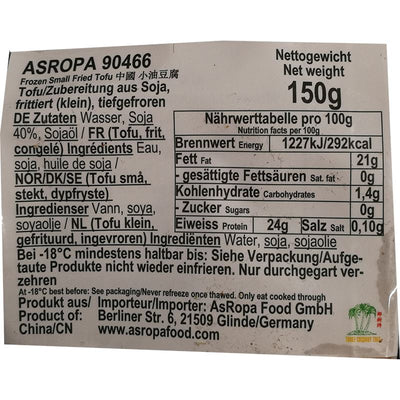 ASROPA 90466
Frozen Small Fried Tofu 中國 小油豆腐
Tofu/Zubereitung aus Soja,
frittiert (klein), tiefgefroren
DE Zutaten Wasser, Soja
40%, Sojaöl / FR (Tofu, frit,
congelé) Ingrédients Eau,
soja, huile de soja /
NOR/DK/SE (Tofu små,
stekt, dypfryste)
Ingredienser Vann, soya,
soyaolje / NL (Tofu klein,
gefrituurd, ingevroren) Ingrediënten Water, soja, sojaolie
Nettogewicht
Net weight
150g
Nährwerttabelle pro 100g
Nutrition facts per 100g
Brennwert Energy 1227kJ/292kcal
Fett Fat 21g
- gesättigte Fettsäuren Sat. fat 0g
Kohlenhydrate Carbohydrates 1,4g
- Zucker Sugars 0g
Eiweiss Protein 24g Salz Salt 0,10g
Bei -18°C mindestens haltbar bis: Siehe Verpackung/Aufge-
taute Produkte nicht wieder einfrieren. Nur durchgegart ver-
zehren
At -18°C best before: See packaging/Never refreeze once thawed. Only eat cooked through
Produkt aus/ Importeur/Importer: AsRopa Food GmbH
Product of: Berliner Str. 6, 21509 Glinde/Germany
China/CN www.asropafood.com
THREE COCONUT TREE